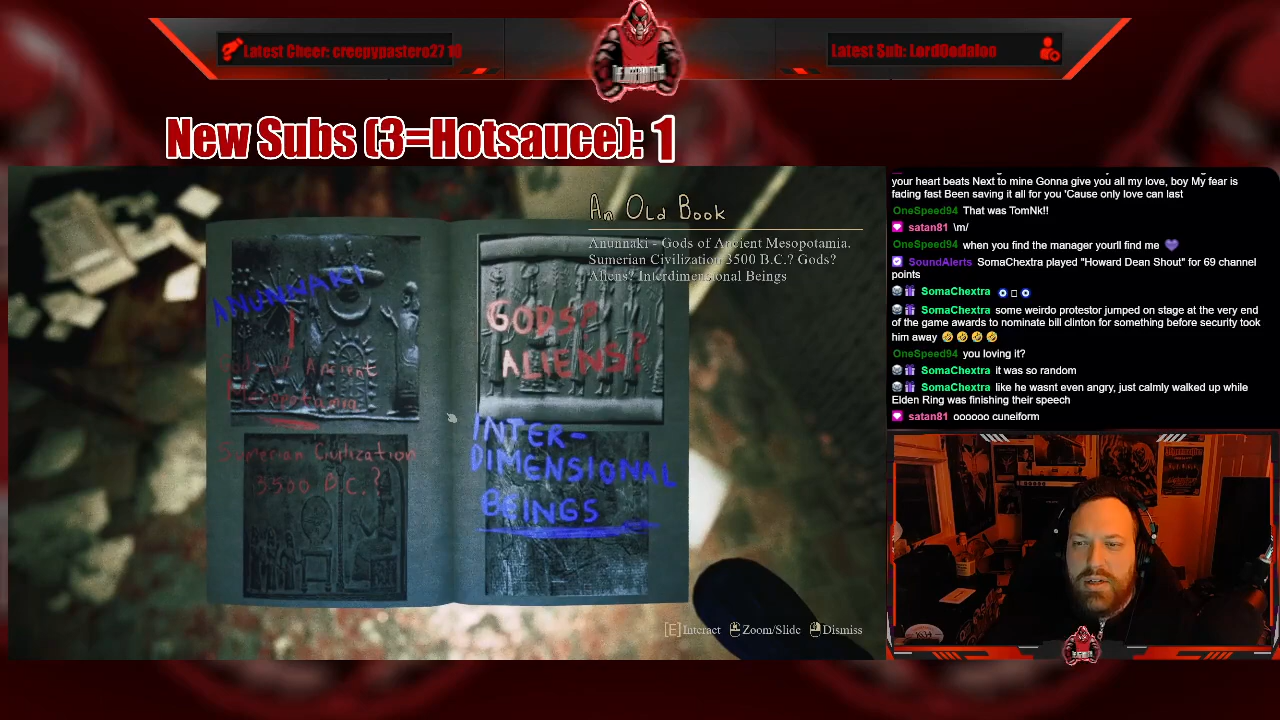 Latest Cheer: creepypastero27 10
Latest Sub: LordOodaloo
New Subs (3=Hotsauce): 1
An Old Book
Anunnaki - Gods of Ancient Mesopotamia.
Sumerian Civilization 3500 B.C.? Gods?
Aliens? Interdimensional Beings
ANUNNAKI
Gods of Ancient
Mesopotamia
Sumerian Civilization
3500 B.C.?
GODS?
ALIENS?
INTER-
DIMENSIONAL
BEINGS
[E]Interact Zoom/Slide Dismiss
your heart beats Next to mine Gonna give you all my love, boy My fear is
fading fast Been saving it all for you 'Cause only love can last
OneSpeed94 That was TomNk!!
satan81 \m/
OneSpeed94 when you find the manager yourll find me
SoundAlerts SomaChextra played "Howard Dean Shout" for 69 channel
points
SomaChextra
SomaChextra some weirdo protestor jumped on stage at the very end
of the game awards to nominate bill clinton for something before security took
him away
OneSpeed94 you loving it?
SomaChextra it was so random
SomaChextra like he wasnt even angry, just calmly walked up while
Elden Ring was finishing their speech
satan81 oooooo cuneiform